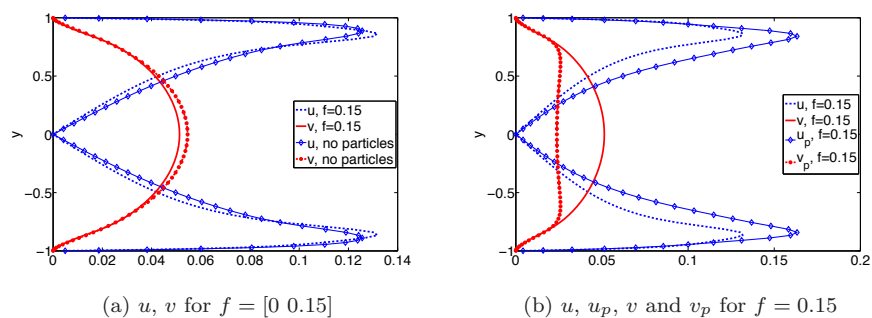 1
0.5
0
−0.5
−1
y
0
0.02
0.04
0.06
0.08
0.1
0.12
0.14
u, f=0.15
v, f=0.15
u, no particles
v, no particles
(a) u, v for f = [0 0.15]
1
0.5
0
−0.5
−1
y
0
0.05
0.1
0.15
0.2
u, f=0.15
v, f=0.15
u_p, f=0.15
v_p, f=0.15
(b) u, u_p, v and v_p for f = 0.15